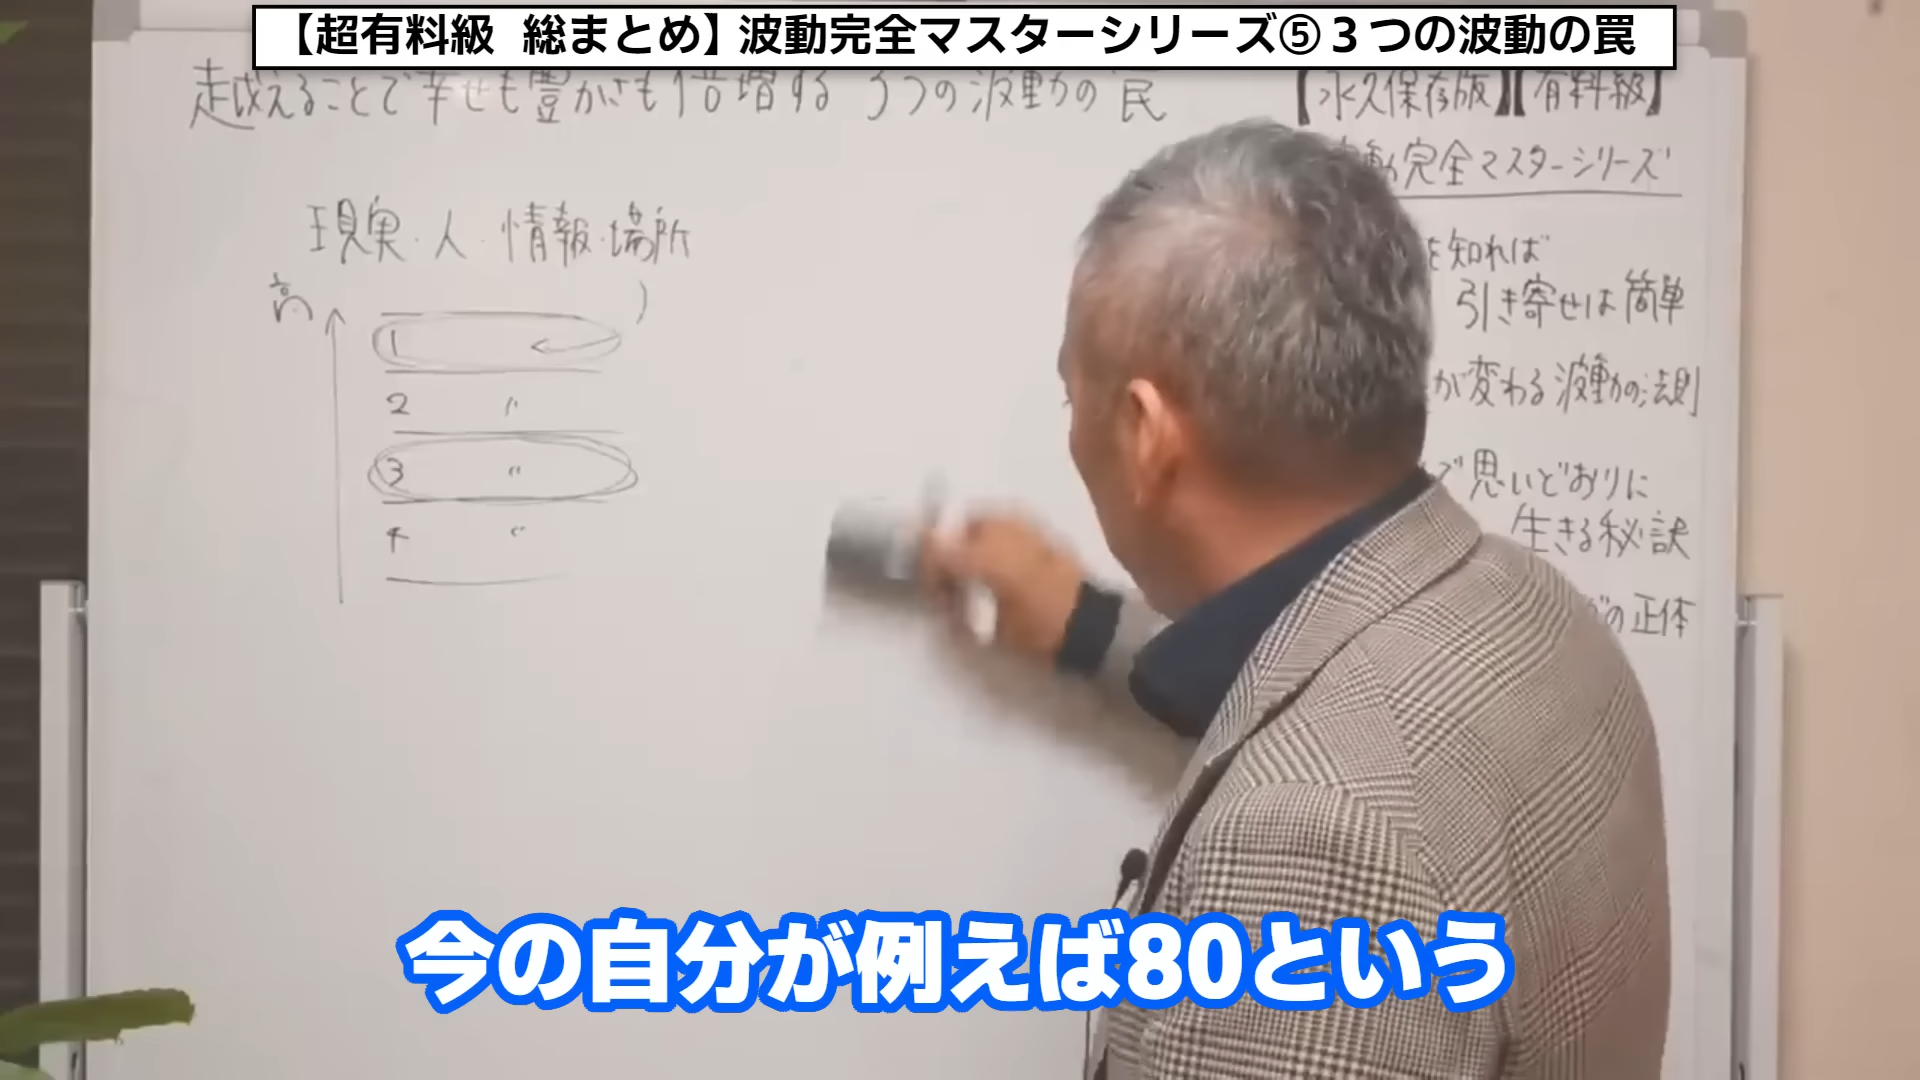 【超有料級 総まとめ】波動完全マスターシリーズ⑤３つの波動の罠
越えることで幸せも豊かさも倍増する 3つの波動の罠
【永久保存版】【有料級】
動完全マスターシリーズ
現実・人・情報・場所
高
1
2 〃
3 〃
4 〃
を知れば
引き寄せは簡単
が変わる波動の法則
で思いどおりに
生きる秘訣
の正体
今の自分が例えば80という